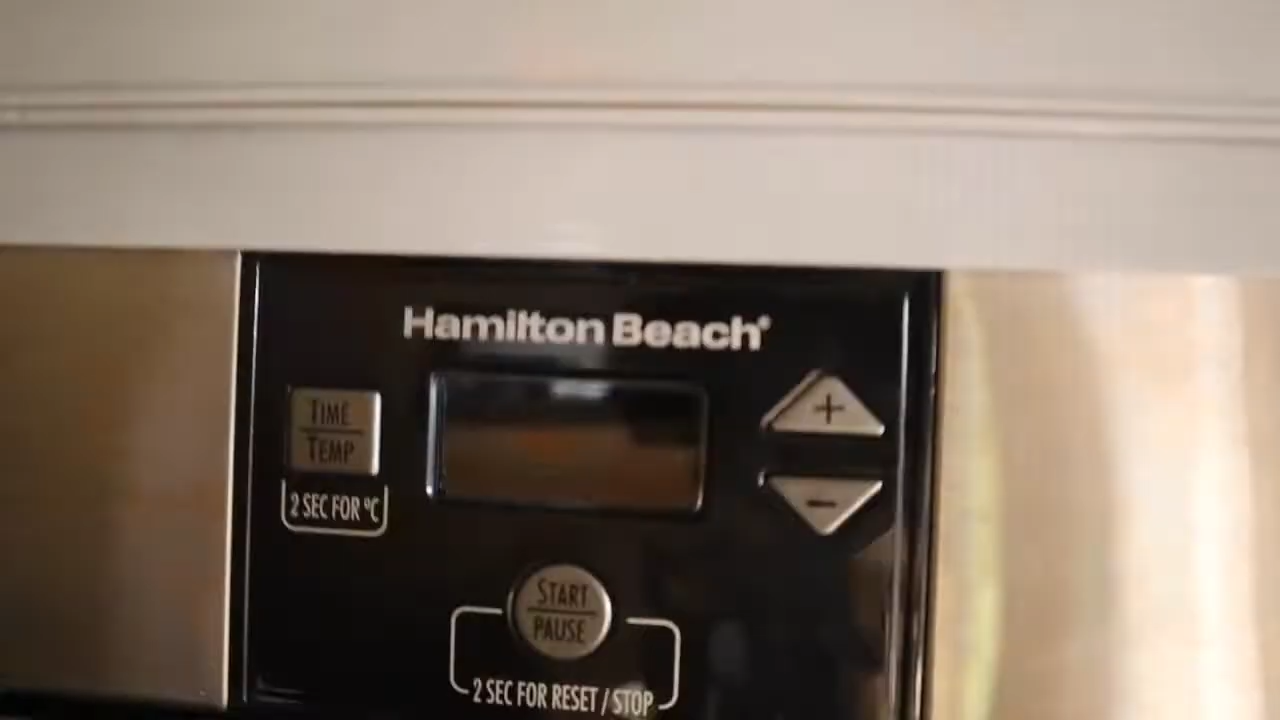 Hamilton Beach®
+
TIME
TEMP
2 SEC FOR °C
-
START
PAUSE
2 SEC FOR RESET / STOP